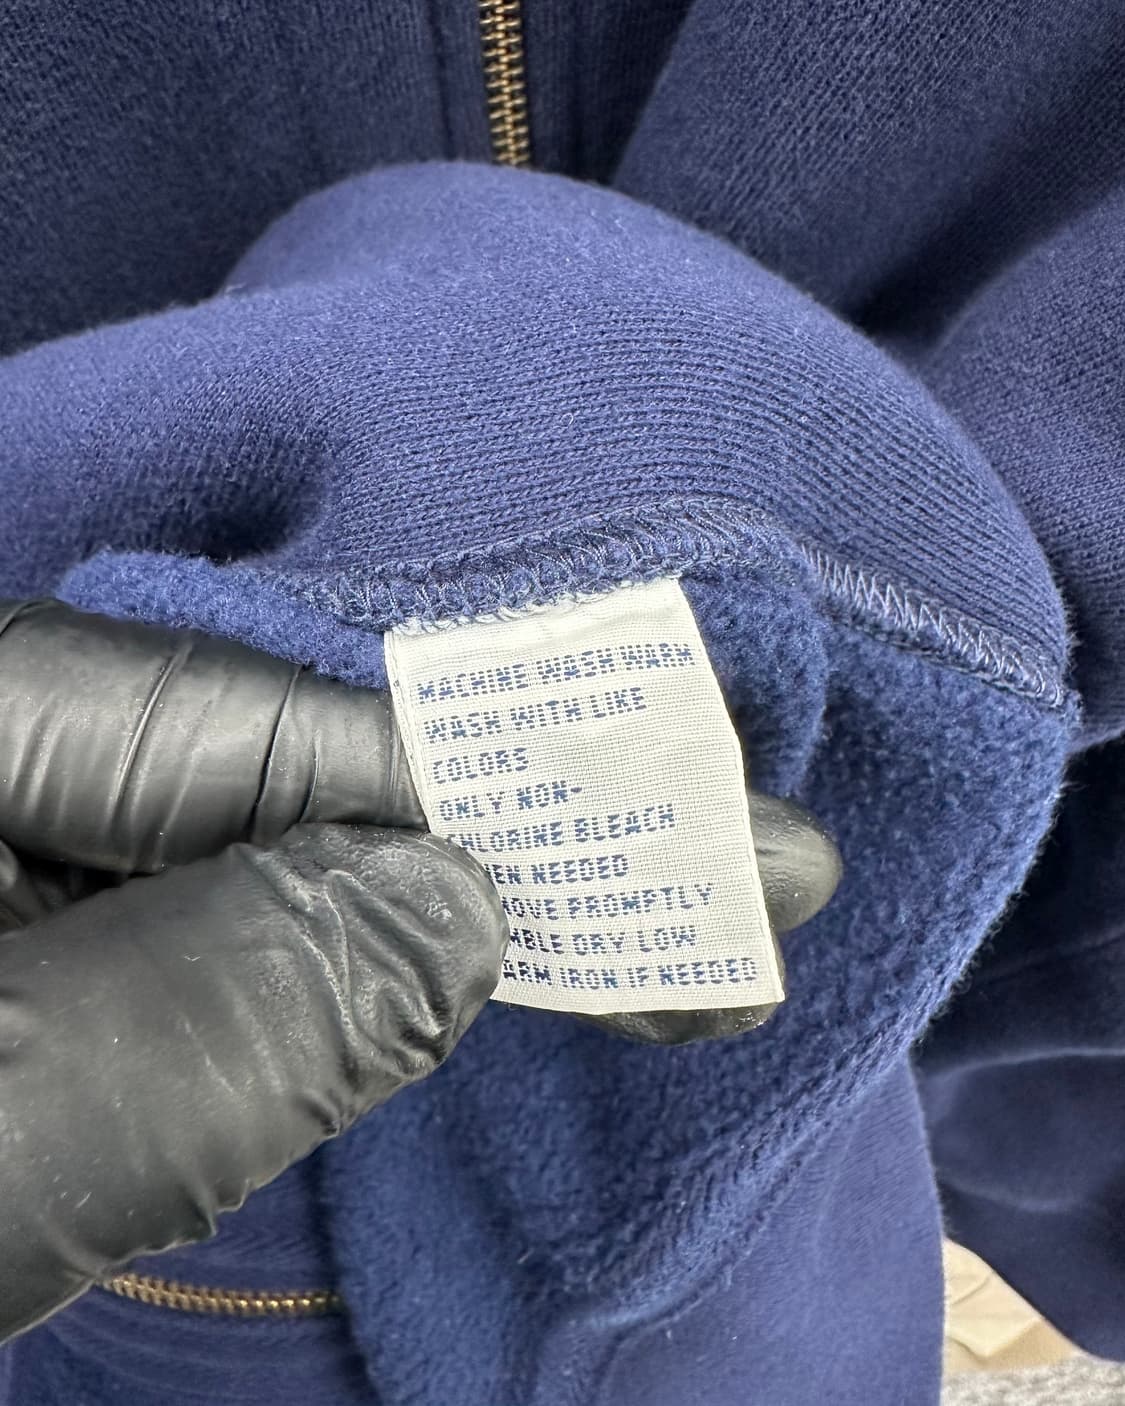 MACHINE WASH WARM
WASH WITH LIKE
COLORS
ONLY NON-
CHLORINE BLEACH
NEEDED
PROMPTLY
DRY LOW
IRON IF NEEDED